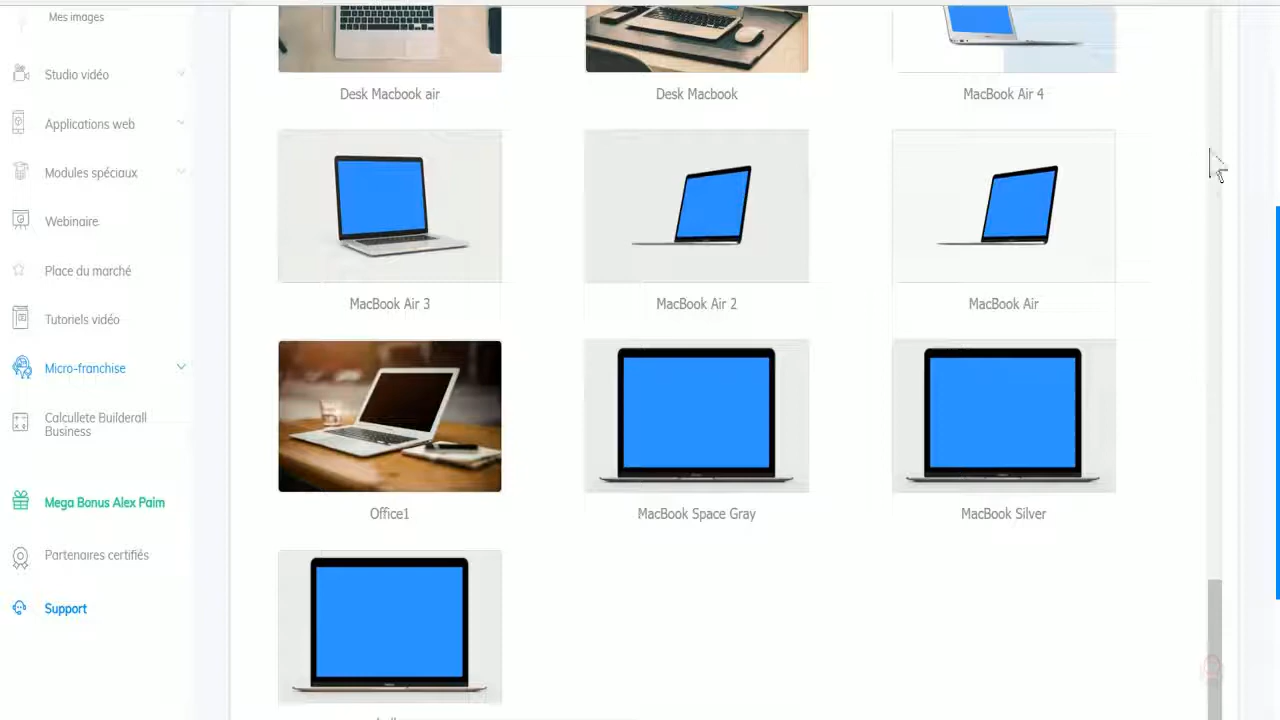 Mes images
Studio vidéo
Applications web
Modules spéciaux
Webinaire
Place du marché
Tutoriels vidéo
Micro-franchise
Calcullete Builderall
Business
Mega Bonus Alex Paim
Partenaires certifiés
Support
Desk Macbook air
Desk Macbook
MacBook Air 4
MacBook Air 3
MacBook Air 2
MacBook Air
Office1
MacBook Space Gray
MacBook Silver